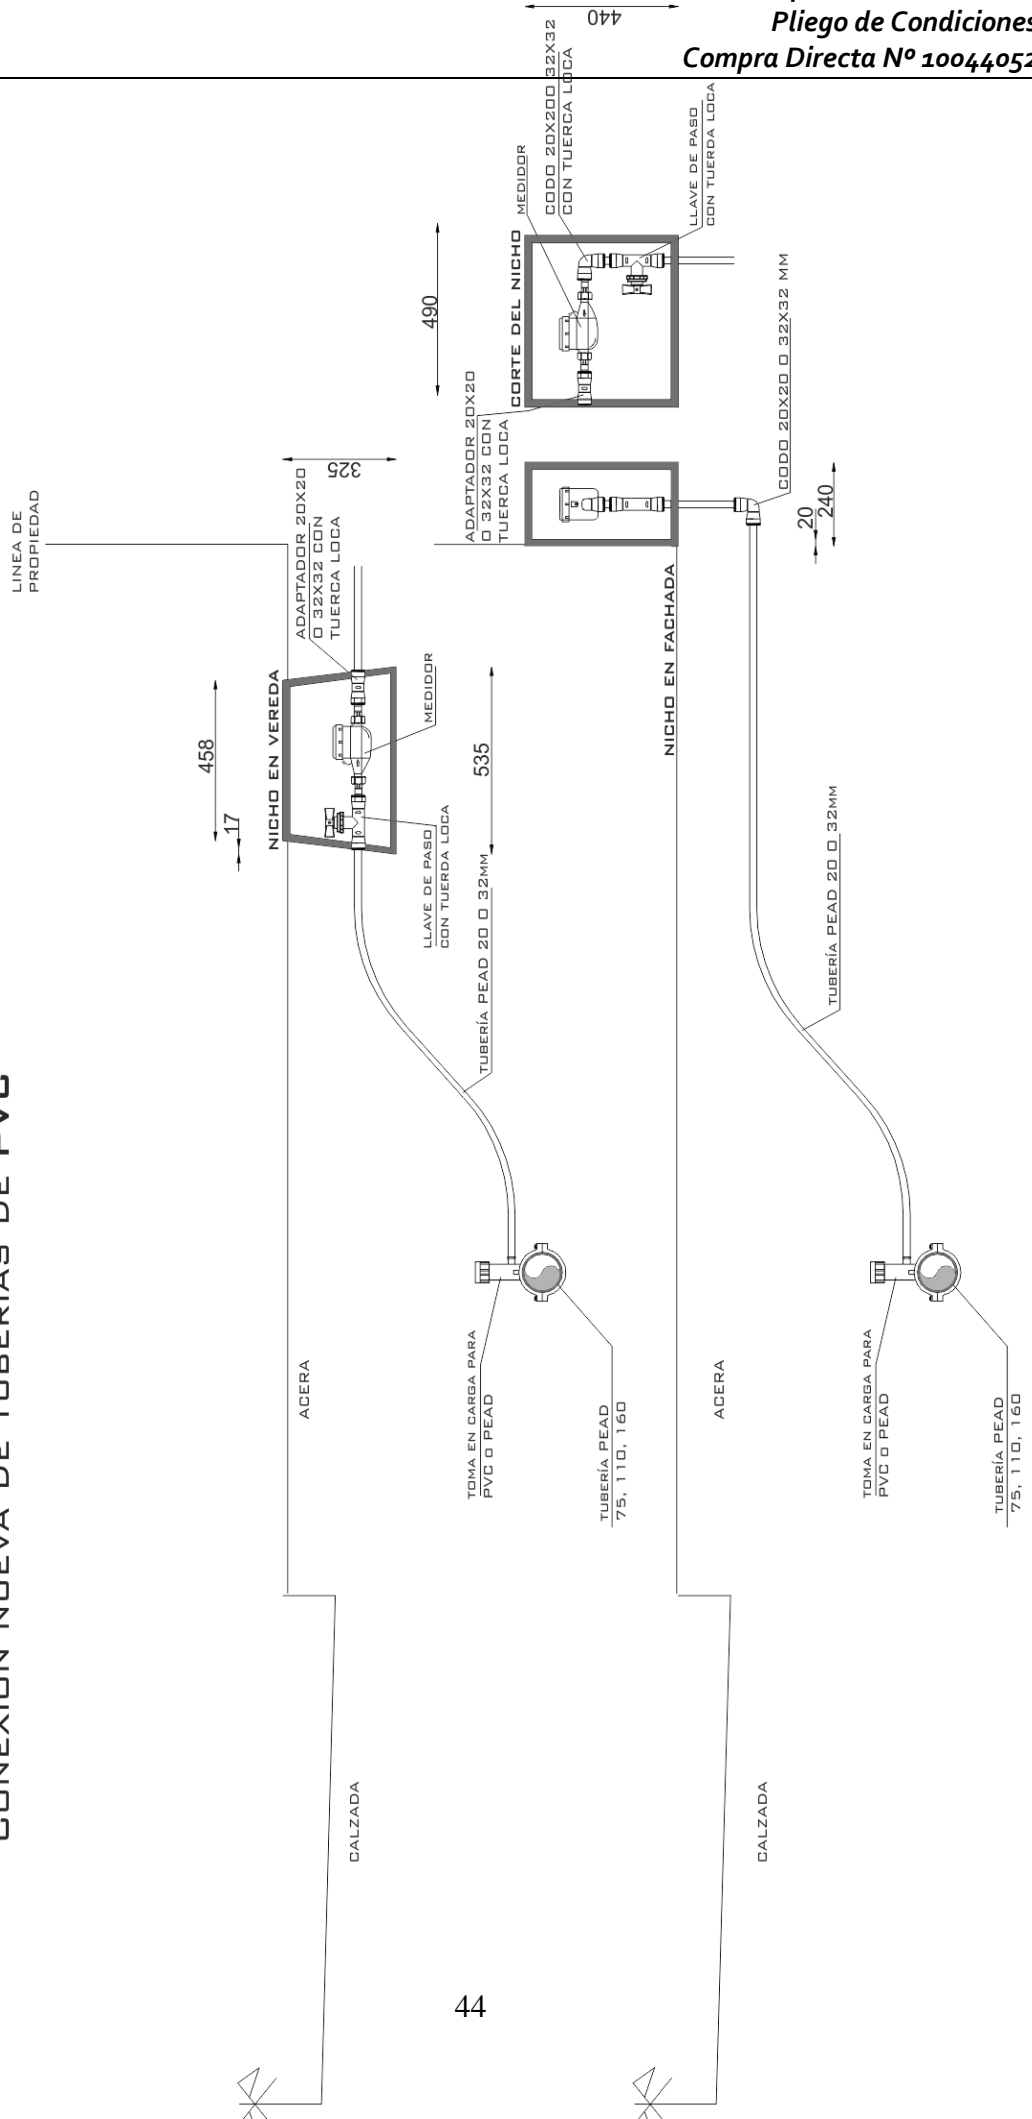 Pliego de Condiciones
Compra Directa Nº 10044052
CONEXIÓN NUEVA DE TUBERÍAS DE PVC
LINEA DE
PROPIEDAD
NICHO EN VEREDA
458
17
325
535
ADAPTADOR 20X20
O 32X32 CON
TUERCA LOCA
MEDIDOR
LLAVE DE PASO
CON TUERDA LOCA
TUBERÍA PEAD 20 O 32MM
ACERA
TOMA EN CARGA PARA
PVC O PEAD
TUBERÍA PEAD
75, 110, 160
CALZADA
CORTE DEL NICHO
490
440
MEDIDOR
CODO 20X20O 32X32
CON TUERCA LOCA
LLAVE DE PASO
CON TUERDA LOCA
ADAPTADOR 20X20
O 32X32 CON
TUERCA LOCA
NICHO EN FACHADA
20
240
CODO 20X20 O 32X32 MM
TUBERÍA PEAD 20 O 32MM
ACERA
TOMA EN CARGA PARA
PVC O PEAD
TUBERÍA PEAD
75, 110, 160
CALZADA
44